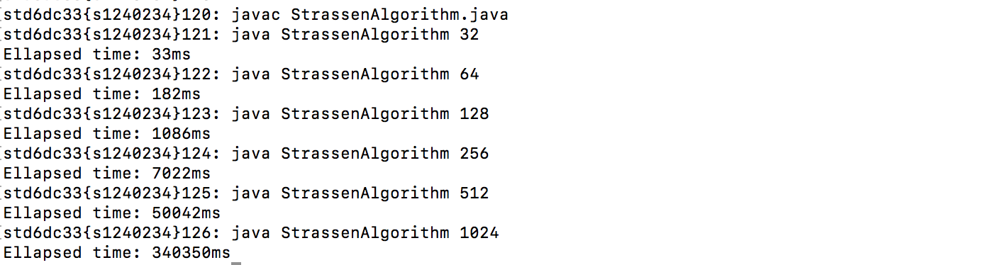 [std6dc33{s1240234}120: javac StrassenAlgorithm.java
[std6dc33{s1240234}121: java StrassenAlgorithm 32
Ellapsed time: 33ms
[std6dc33{s1240234}122: java StrassenAlgorithm 64
Ellapsed time: 182ms
[std6dc33{s1240234}123: java StrassenAlgorithm 128
Ellapsed time: 1086ms
[std6dc33{s1240234}124: java StrassenAlgorithm 256
Ellapsed time: 7022ms
[std6dc33{s1240234}125: java StrassenAlgorithm 512
Ellapsed time: 50042ms
[std6dc33{s1240234}126: java StrassenAlgorithm 1024
Ellapsed time: 340350ms